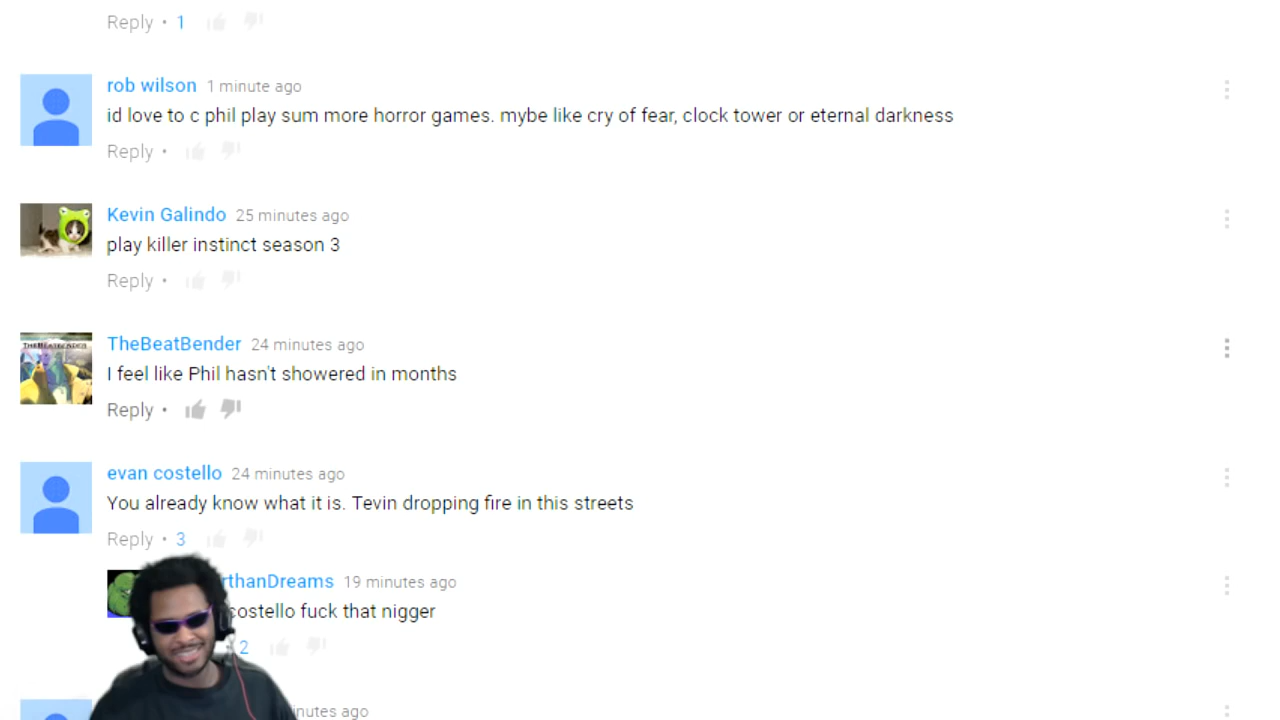 Reply • 1
rob wilson 1 minute ago
id love to c phil play sum more horror games. mybe like cry of fear, clock tower or eternal darkness
Reply •
Kevin Galindo 25 minutes ago
play killer instinct season 3
Reply •
THEBEATBENDER
TheBeatBender 24 minutes ago
I feel like Phil hasn't showered in months
Reply •
evan costello 24 minutes ago
You already know what it is. Tevin dropping fire in this streets
Reply • 3
rthanDreams 19 minutes ago
costello fuck that nigger
2
nutes ago